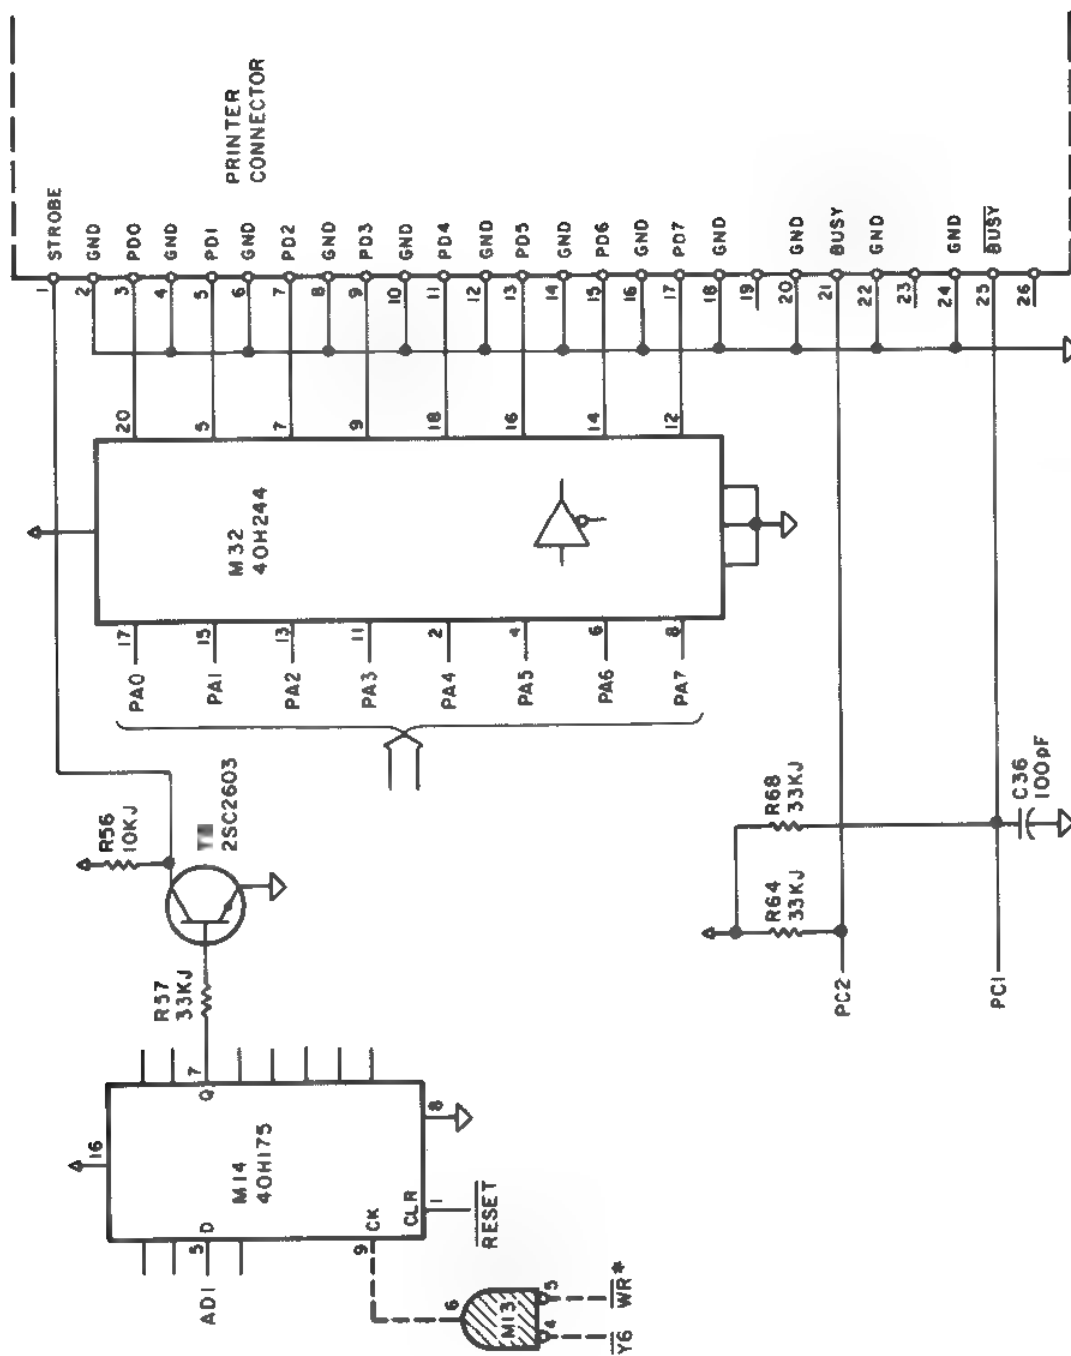 PRINTER
CONNECTOR
1 STROBE
2 GND
3 PD0
4 GND
5 PD1
6 GND
7 PD2
8 GND
9 PD3
10 GND
11 PD4
12 GND
13 PD5
14 GND
15 PD6
16 GND
17 PD7
18 GND
19
20 GND
21 BUSY
22 GND
23
24 GND
25 B̅U̅S̅Y̅
26
M32
40H244
20
5
7
9
18
16
14
12
PA0 17
PA1 15
PA2 13
PA3 11
PA4 2
PA5 4
PA6 6
PA7 8
R56
10KJ
2SC2603
R57
33KJ
R68
33KJ
R64
33KJ
C36
100pF
PC2
PC1
M14
40H175
16
Q 7
8
AD1 5 D
9 CK
CLR 1
R̅E̅S̅E̅T̅
M13
6
4
5
Y̅6̅
W̅R̅*